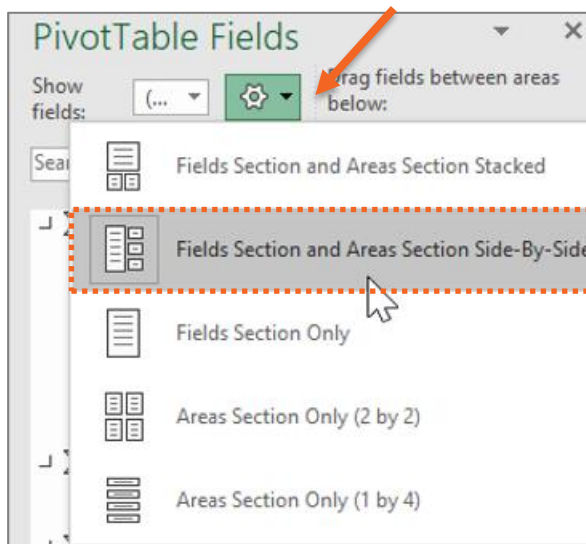 PivotTable Fields
Show
fields:
(...
Drag fields between areas
below:
Sea
Fields Section and Areas Section Stacked
Fields Section and Areas Section Side-By-Side
Fields Section Only
Areas Section Only (2 by 2)
Areas Section Only (1 by 4)